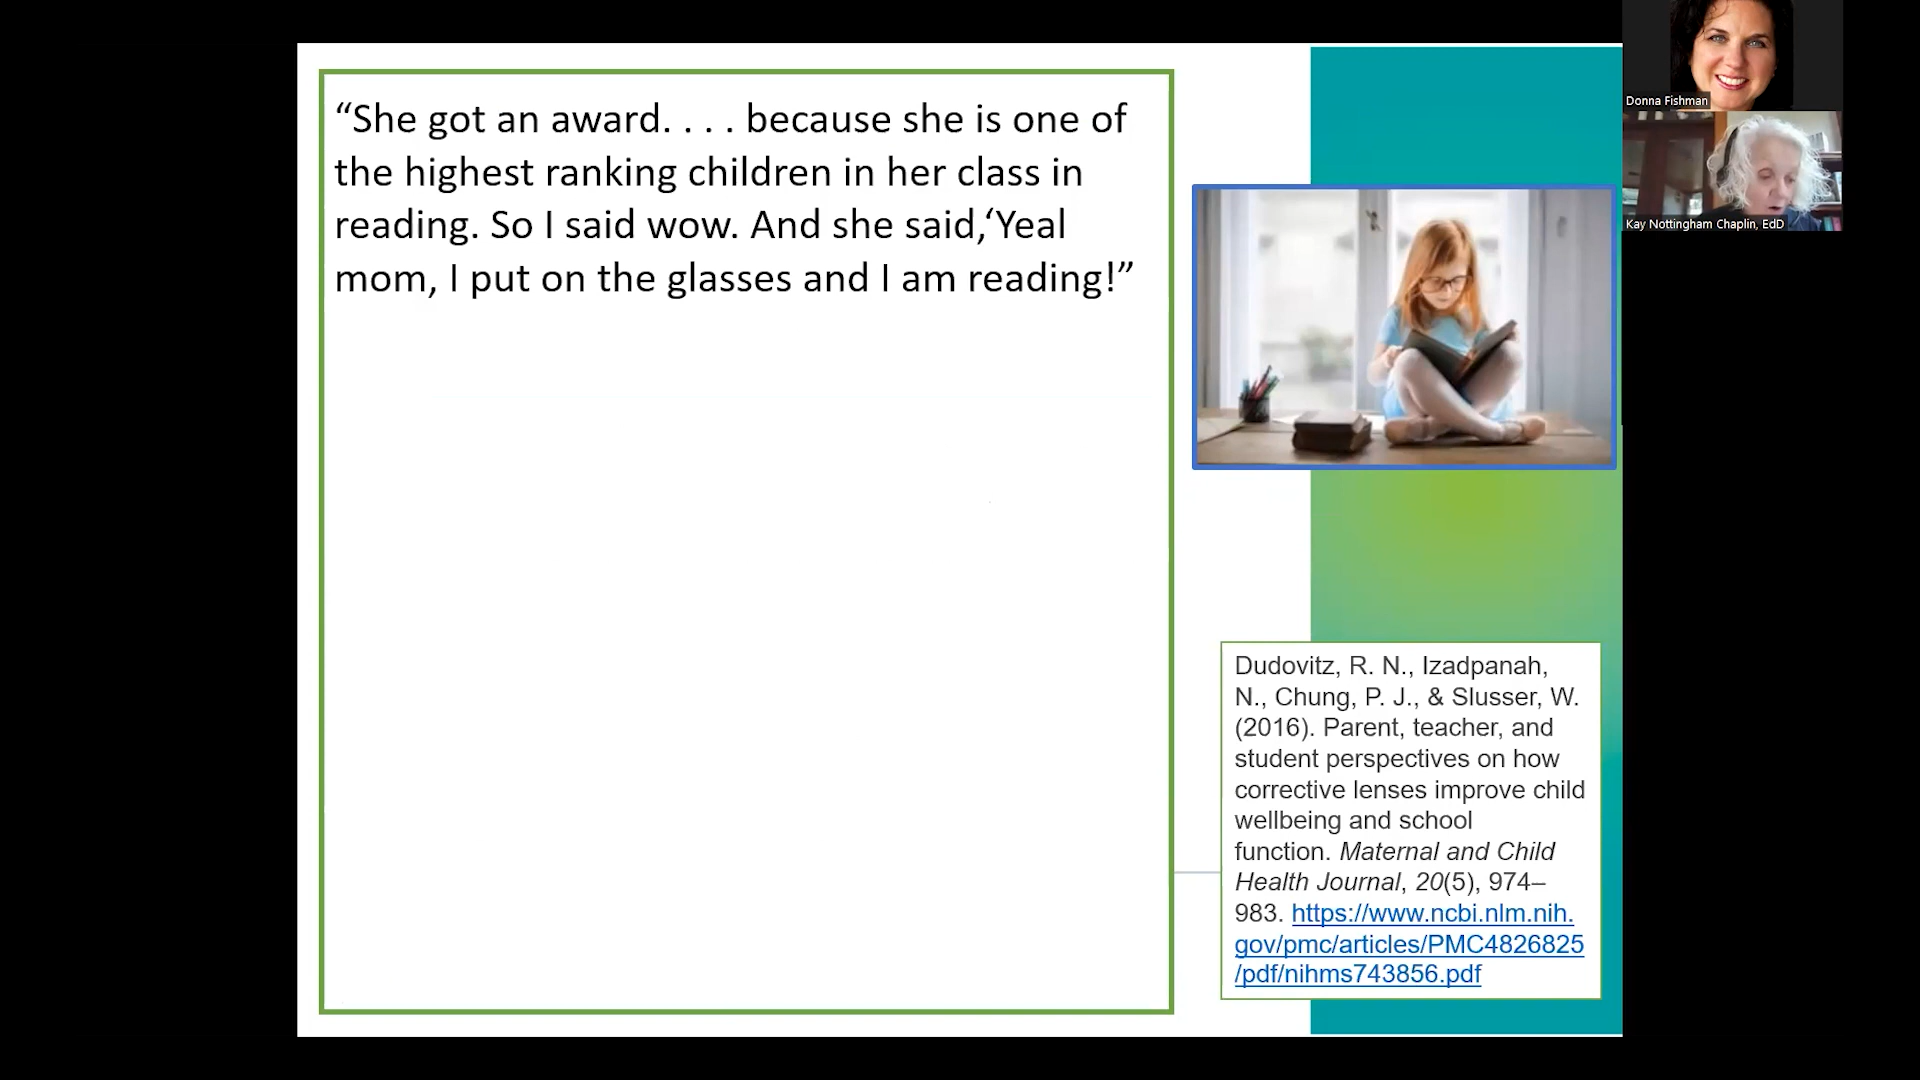 “She got an award. . . . because she is one of
the highest ranking children in her class in
reading. So I said wow. And she said,‘Yeal
mom, I put on the glasses and I am reading!”
Donna Fishman
Kay Nottingham Chaplin, EdD
Dudovitz, R. N., Izadpanah,
N., Chung, P. J., & Slusser, W.
(2016). Parent, teacher, and
student perspectives on how
corrective lenses improve child
wellbeing and school
function. Maternal and Child
Health Journal, 20(5), 974–
983. https://www.ncbi.nlm.nih.
gov/pmc/articles/PMC4826825
/pdf/nihms743856.pdf